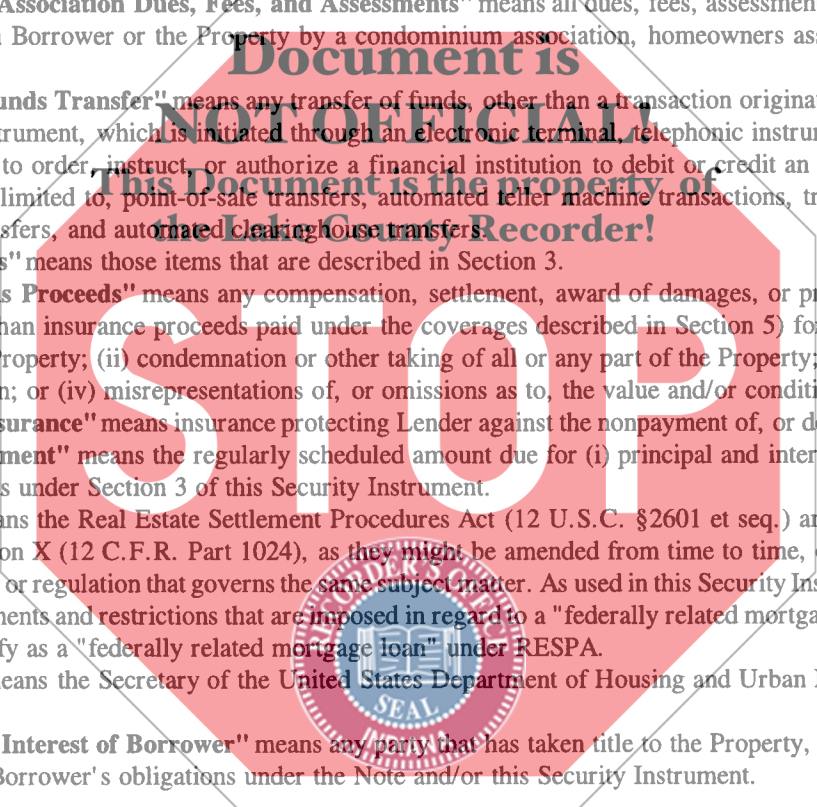 Association Dues, Fees, and Assessments" means all dues, fees, assessmen
Borrower or the Property by a condominium association, homeowners as
Document is
unds Transfer" means any transfer of funds, other than a transaction origina
NOT OFFICIAL!
trument, which is initiated through an electronic terminal, telephonic instru
to order, instruct, or authorize a financial institution to debit or credit an
This Document is the property of
limited to, point-of-sale transfers, automated teller machine transactions, tr
the Lake County Recorder!
sfers, and automated clearinghouse transfers.
s" means those items that are described in Section 3.
s Proceeds" means any compensation, settlement, award of damages, or p
han insurance proceeds paid under the coverages described in Section 5) fo
Property; (ii) condemnation or other taking of all or any part of the Property;
n; or (iv) misrepresentations of, or omissions as to, the value and/or conditi
STOP
surance" means insurance protecting Lender against the nonpayment of, or d
ment" means the regularly scheduled amount due for (i) principal and inter
s under Section 3 of this Security Instrument.
ans the Real Estate Settlement Procedures Act (12 U.S.C. §2601 et seq.) a
on X (12 C.F.R. Part 1024), as they might be amended from time to time,
or regulation that governs the same subject matter. As used in this Security Ins
ments and restrictions that are imposed in regard to a "federally related mortga
fy as a "federally related mortgage loan" under RESPA.
eans the Secretary of the United States Department of Housing and Urban
SEAL
Interest of Borrower" means any party that has taken title to the Property,
Borrower's obligations under the Note and/or this Security Instrument.